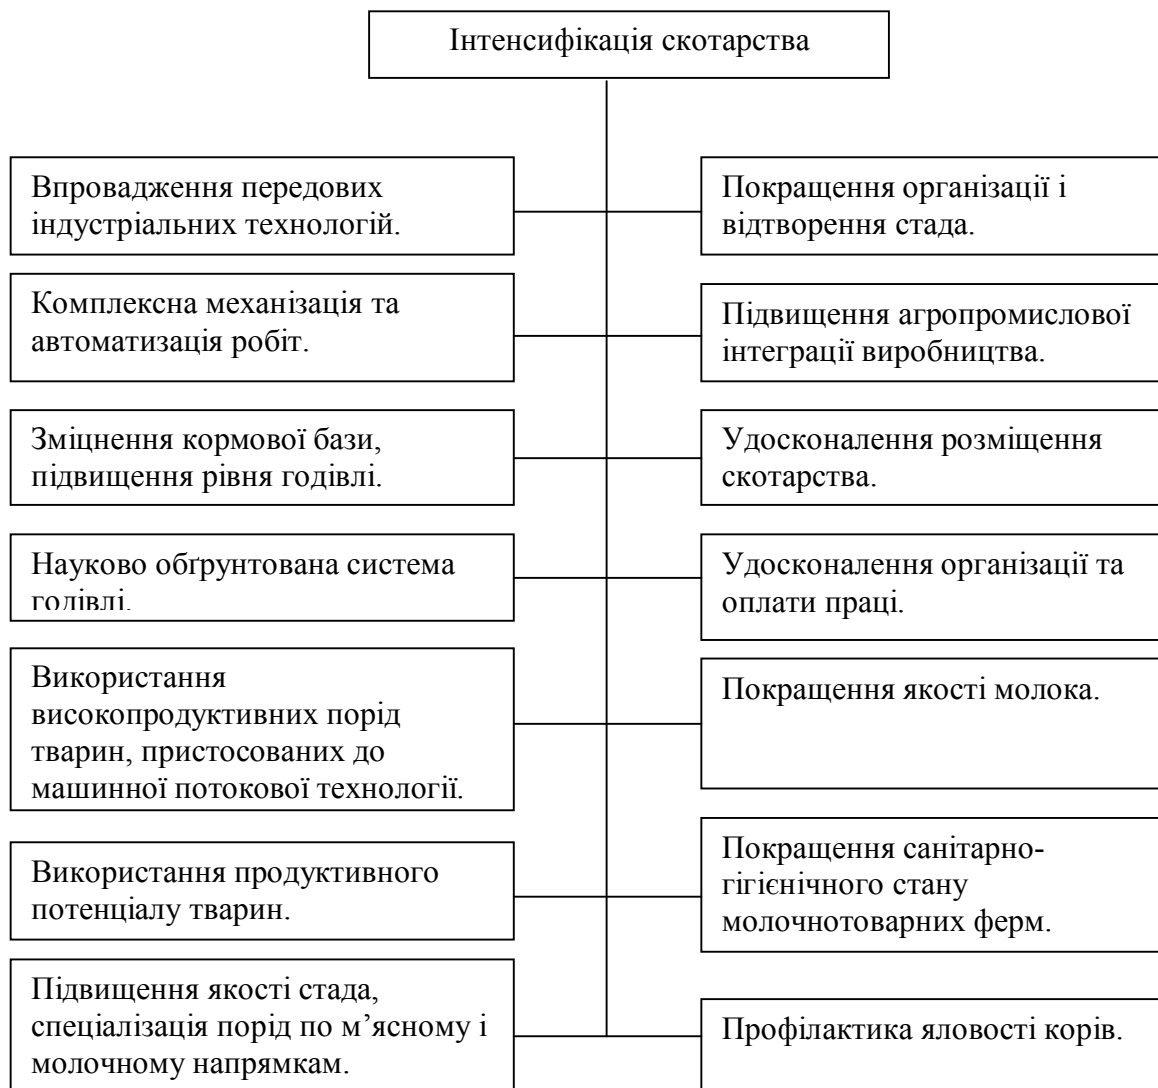 Інтенсифікація скотарства
Впровадження передових
індустріальних технологій.
Покращення організації і
відтворення стада.
Комплексна механізація та
автоматизація робіт.
Підвищення агропромислової
інтеграції виробництва.
Зміцнення кормової бази,
підвищення рівня годівлі.
Удосконалення розміщення
скотарства.
Науково обґрунтована система
годівлі.
Удосконалення організації та
оплати праці.
Використання
високопродуктивних порід
тварин, пристосованих до
машинної потокової технології.
Покращення якості молока.
Використання продуктивного
потенціалу тварин.
Покращення санітарно-
гігієнічного стану
молочнотоварних ферм.
Підвищення якості стада,
спеціалізація порід по м’ясному і
молочному напрямкам.
Профілактика яловості корів.